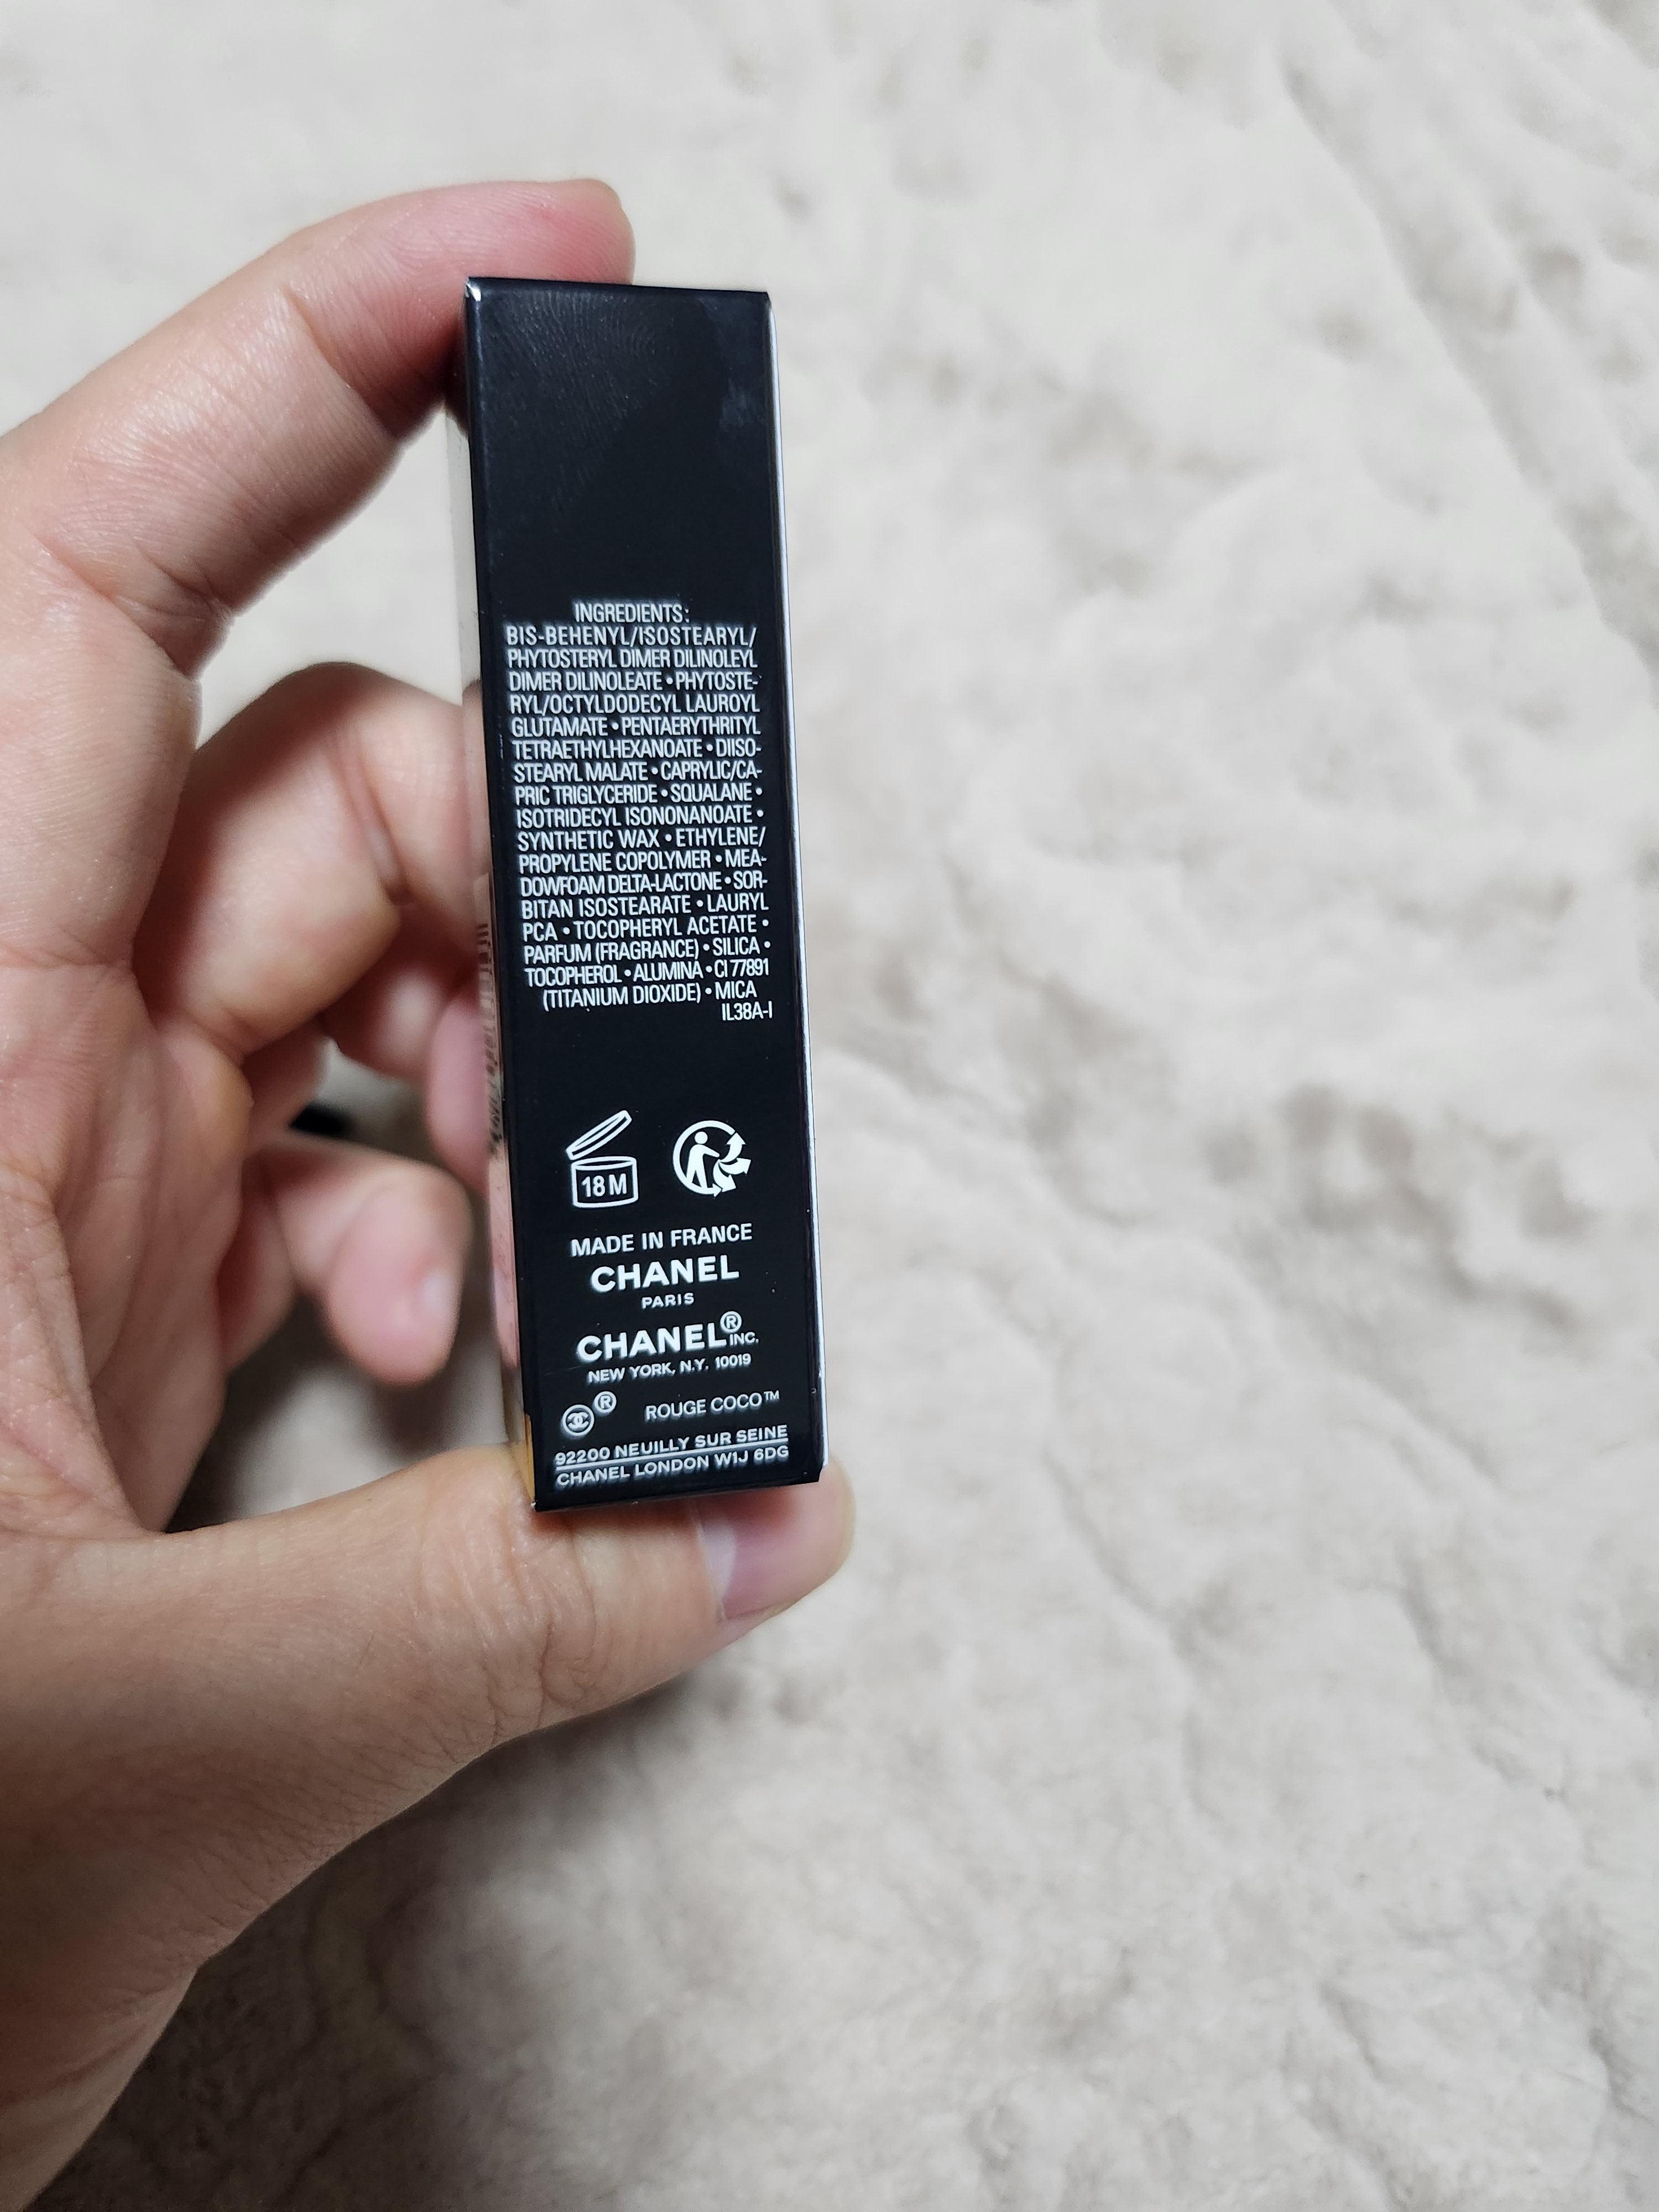 INGREDIENTS:
BIS-BEHENYL/ISOSTEARYL/
PHYTOSTERYL DIMER DILINOLEYL
DIMER DILINOLEATE • PHYTOSTE-
RYL/OCTYLDODECYL LAUROYL
GLUTAMATE • PENTAERYTHRITYL
TETRAETHYLHEXANOATE • DIISO-
STEARYL MALATE • CAPRYLIC/CA-
PRIC TRIGLYCERIDE • SQUALANE •
ISOTRIDECYL ISONONANOATE •
SYNTHETIC WAX • ETHYLENE/
PROPYLENE COPOLYMER • MEA-
DOWFOAM DELTA-LACTONE • SOR-
BITAN ISOSTEARATE • LAURYL
PCA • TOCOPHERYL ACETATE •
PARFUM (FRAGRANCE) • SILICA •
TOCOPHEROL • ALUMINA • CI 77891
(TITANIUM DIOXIDE) • MICA
IL38A-I
18 M
MADE IN FRANCE
CHANEL
PARIS
CHANEL® INC.
NEW YORK, N.Y. 10019
® ROUGE COCO™
92200 NEUILLY SUR SEINE
CHANEL LONDON W1J 6DG